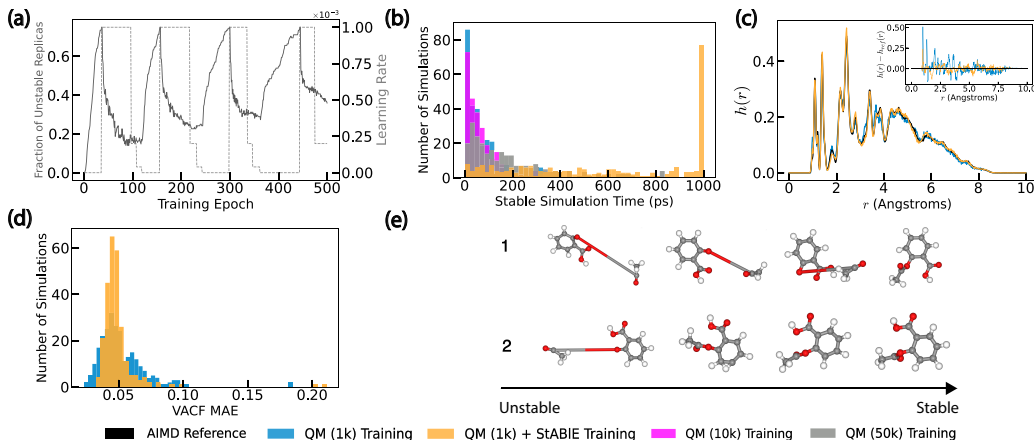 (a)
×10⁻³
Fraction of Unstable Replicas
0.6
0.4
0.2
0.0
1.00
0.75
0.50
0.25
0.00
Learning Rate
0 100 200 300 400 500
Training Epoch
(b)
Number of Simulations
80
60
40
20
0
0 200 400 600 800 1000
Stable Simulation Time (ps)
(c)
h(r)
0.4
0.2
0.0
0 2 4 6 8 10
r (Angstroms)
h(r) − h_ref(r)
0.50
0.25
0.00
0.0 2.5 5.0 7.5 10.0
r (Angstroms)
(d)
Number of Simulations
60
40
20
0
0.05 0.10 0.15 0.20
VACF MAE
(e)
1
2
Unstable Stable
AIMD Reference QM (1k) Training QM (1k) + StABlE Training QM (10k) Training QM (50k) Training